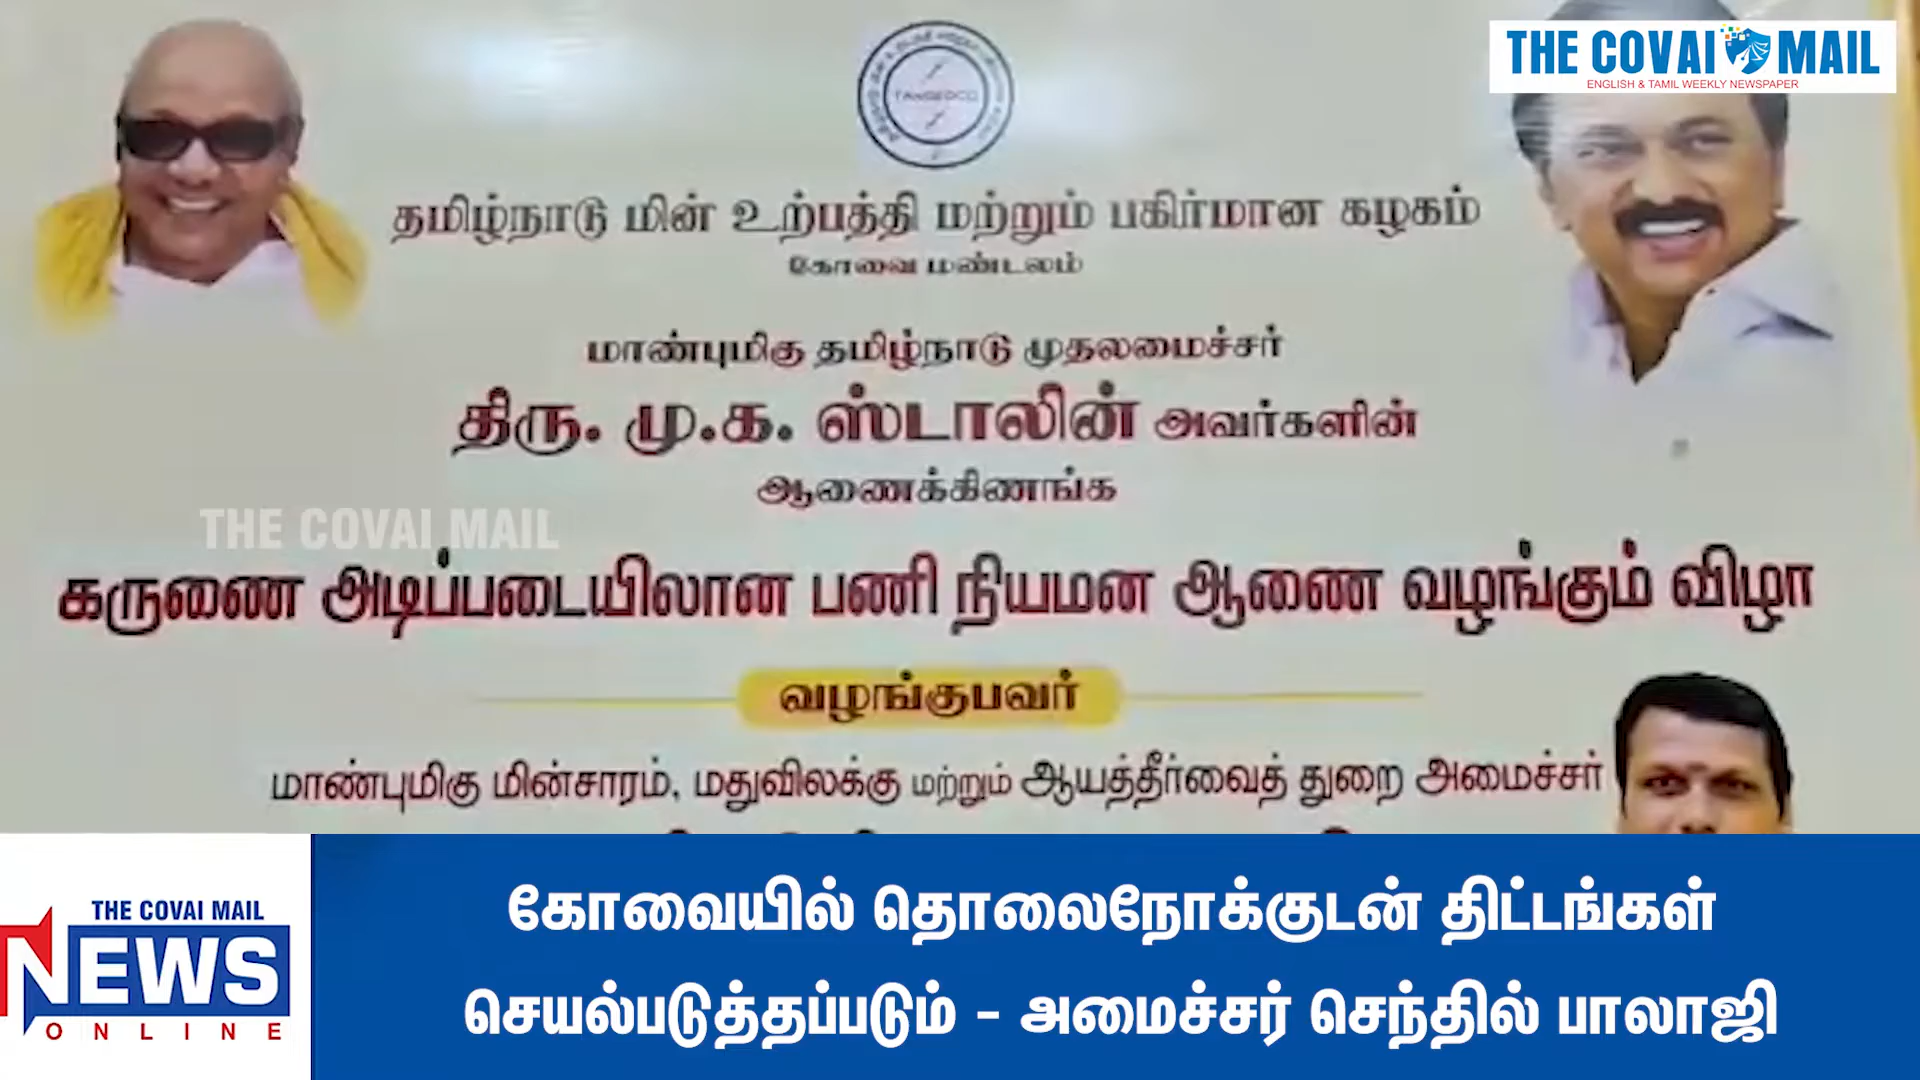 THE COVAI MAIL
ENGLISH & TAMIL WEEKLY NEWSPAPER
TANGEDCO
தமிழ்நாடு மின் உற்பத்தி மற்றும் பகிர்மான கழகம்
கோவை மண்டலம்
மாண்புமிகு தமிழ்நாடு முதலமைச்சர்
திரு. மு.க. ஸ்டாலின் அவர்களின்
ஆணைக்கிணங்க
THE COVAI MAIL
கருணை அடிப்படையிலான பணி நியமன ஆணை வழங்கும் விழா
வழங்குபவர்
மாண்புமிகு மின்சாரம், மதுவிலக்கு மற்றும் ஆயத்தீர்வைத் துறை அமைச்சர்
THE COVAI MAIL
NEWS
ONLINE
கோவையில் தொலைநோக்குடன் திட்டங்கள்
செயல்படுத்தப்படும் - அமைச்சர் செந்தில் பாலாஜி